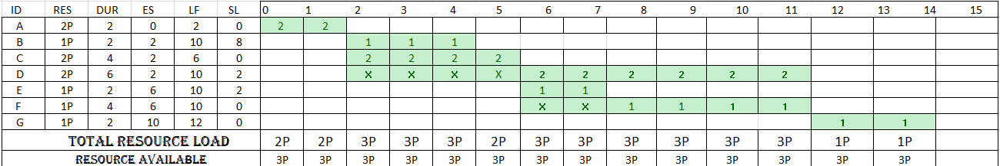 ID RES DUR ES LF SL 0 1 2 3 4 5 6 7 8 9 10 11 12 13 14 15
A 2P 2 0 2 0 2 2
B 1P 2 2 10 8 1 1 1
C 2P 4 2 6 0 2 2 2 2
D 2P 6 2 10 2 X X X X 2 2 2 2 2 2
E 1P 2 6 10 2 1 1
F 1P 4 6 10 0 X X 1 1 1 1
G 1P 2 10 12 0 1 1
TOTAL RESOURCE LOAD 2P 2P 3P 3P 3P 2P 3P 3P 3P 3P 3P 3P 1P 1P
RESOURCE AVAILABLE 3P 3P 3P 3P 3P 3P 3P 3P 3P 3P 3P 3P 3P 3P